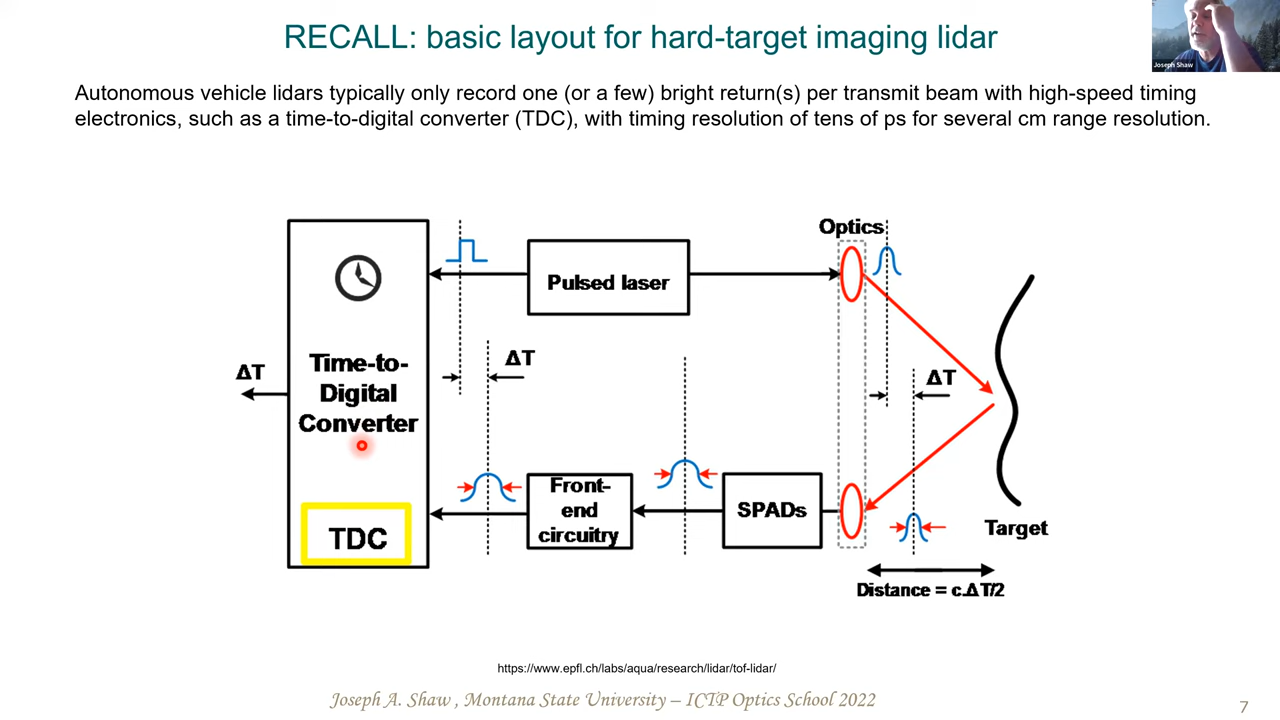 RECALL: basic layout for hard-target imaging lidar
Joseph Shaw
Autonomous vehicle lidars typically only record one (or a few) bright return(s) per transmit beam with high-speed timing
electronics, such as a time-to-digital converter (TDC), with timing resolution of tens of ps for several cm range resolution.
Optics
Pulsed laser
ΔT
Time-to-
Digital
Converter
ΔT
ΔT
Front-
end
circuitry
SPADs
TDC
Target
Distance = c.ΔT/2
https://www.epfl.ch/labs/aqua/research/lidar/tof-lidar/
Joseph A. Shaw , Montana State University – ICTP Optics School 2022
7